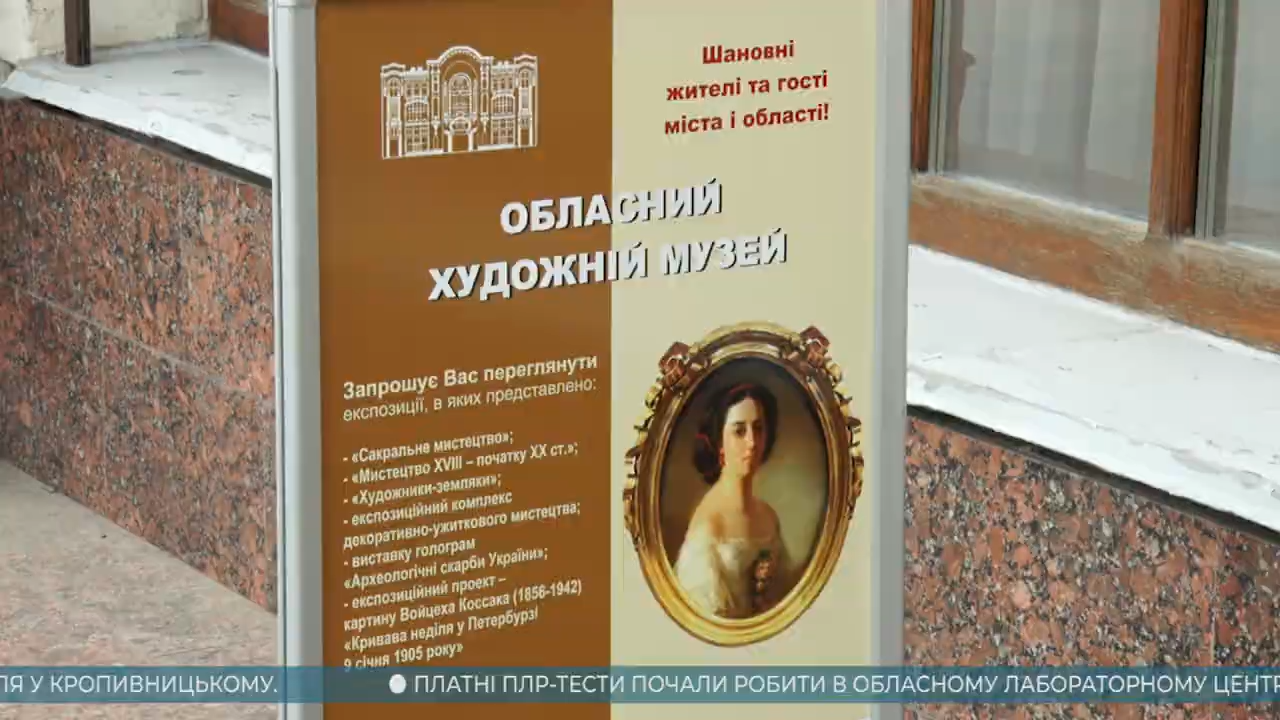 Шановні
жителі та гості
міста і області!
ОБЛАСНИЙ
ХУДОЖНІЙ МУЗЕЙ
Запрошує Вас переглянути
експозиції, в яких представлено:
- «Сакральне мистецтво»;
- «Мистецтво XVIII – початку XX ст.»;
- «Художники-земляки»;
- експозиційний комплекс
декоративно-ужиткового мистецтва;
- виставку голограм
«Археологічні скарби України»;
- експозиційний проект –
картину Войцеха Коссака (1856-1942)
«Кривава неділя у Петербурзі
9 січня 1905 року»
ЛЯ У КРОПИВНИЦЬКОМУ. ● ПЛАТНІ ПЛР-ТЕСТИ ПОЧАЛИ РОБИТИ В ОБЛАСНОМУ ЛАБОРАТОРНОМУ ЦЕНТР